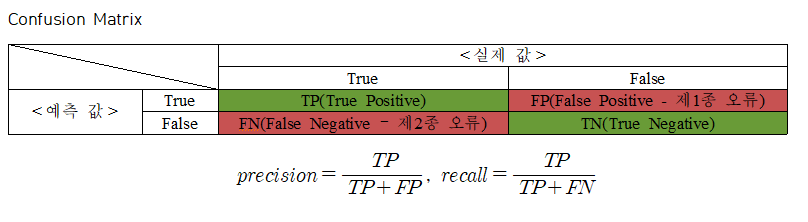 Confusion Matrix
<실제 값>
True False
<예측 값> True TP(True Positive) FP(False Positive - 제1종 오류)
False FN(False Negative - 제2종 오류) TN(True Negative)
precision = TP / (TP + FP), recall = TP / (TP + FN)